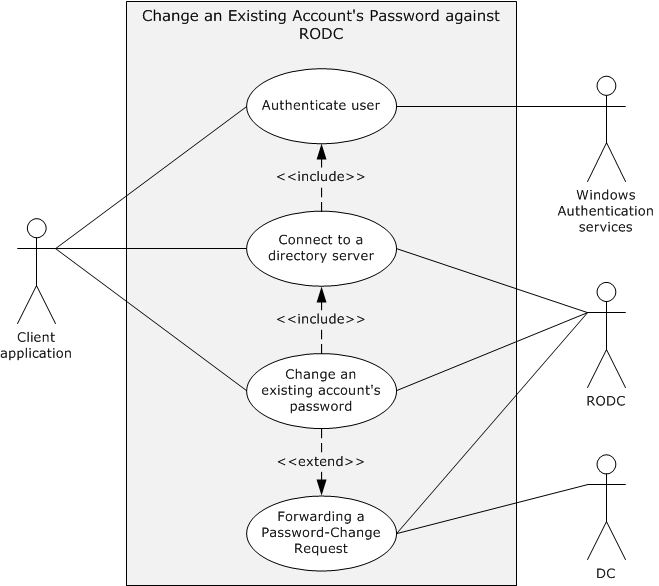 Change an Existing Account's Password against
RODC
Authenticate user
<<include>>
Windows
Authentication
services
Connect to a
directory server
<<include>>
Client
application
Change an
existing account's
password
RODC
<<extend>>
Forwarding a
Password-Change
Request
DC